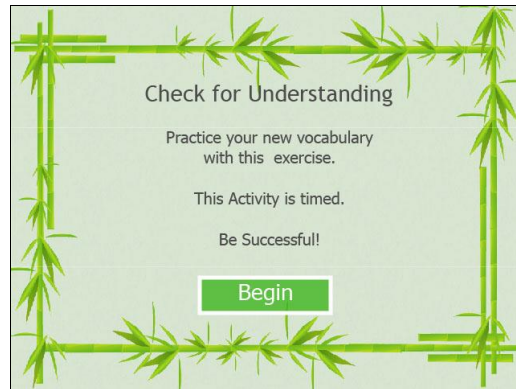 Check for Understanding
Practice your new vocabulary
with this exercise.
This Activity is timed.
Be Successful!
Begin